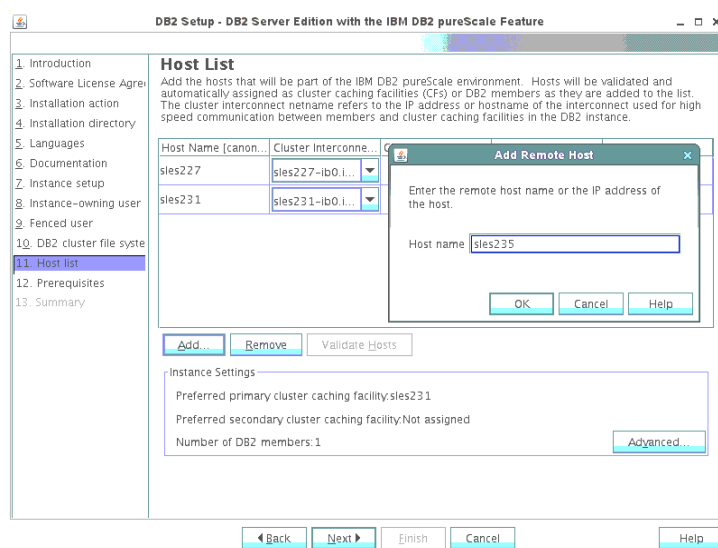 DB2 Setup - DB2 Server Edition with the IBM DB2 pureScale Feature
1. Introduction
2. Software License Agree
3. Installation action
4. Installation directory
5. Languages
6. Documentation
7. Instance setup
8. Instance-owning user
9. Fenced user
10. DB2 cluster file syste
11. Host list
12. Prerequisites
13. Summary
Host List
Add the hosts that will be part of the IBM DB2 pureScale environment. Hosts will be validated and
automatically assigned as cluster caching facilities (CFs) or DB2 members as they are added to the list.
The cluster interconnect netname refers to the IP address or hostname of the interconnect used for high
speed communication between members and cluster caching facilities in the DB2 instance.
Host Name [canon... Cluster Interconne...
sles227 sles227-ib0.i...
sles231 sles231-ib0.i...
Add Remote Host
Enter the remote host name or the IP address of
the host.
Host name sles235
OK Cancel Help
Add... Remove Validate Hosts
Instance Settings
Preferred primary cluster caching facility:sles231
Preferred secondary cluster caching facility:Not assigned
Number of DB2 members:1
Advanced...
Back Next Finish Cancel Help